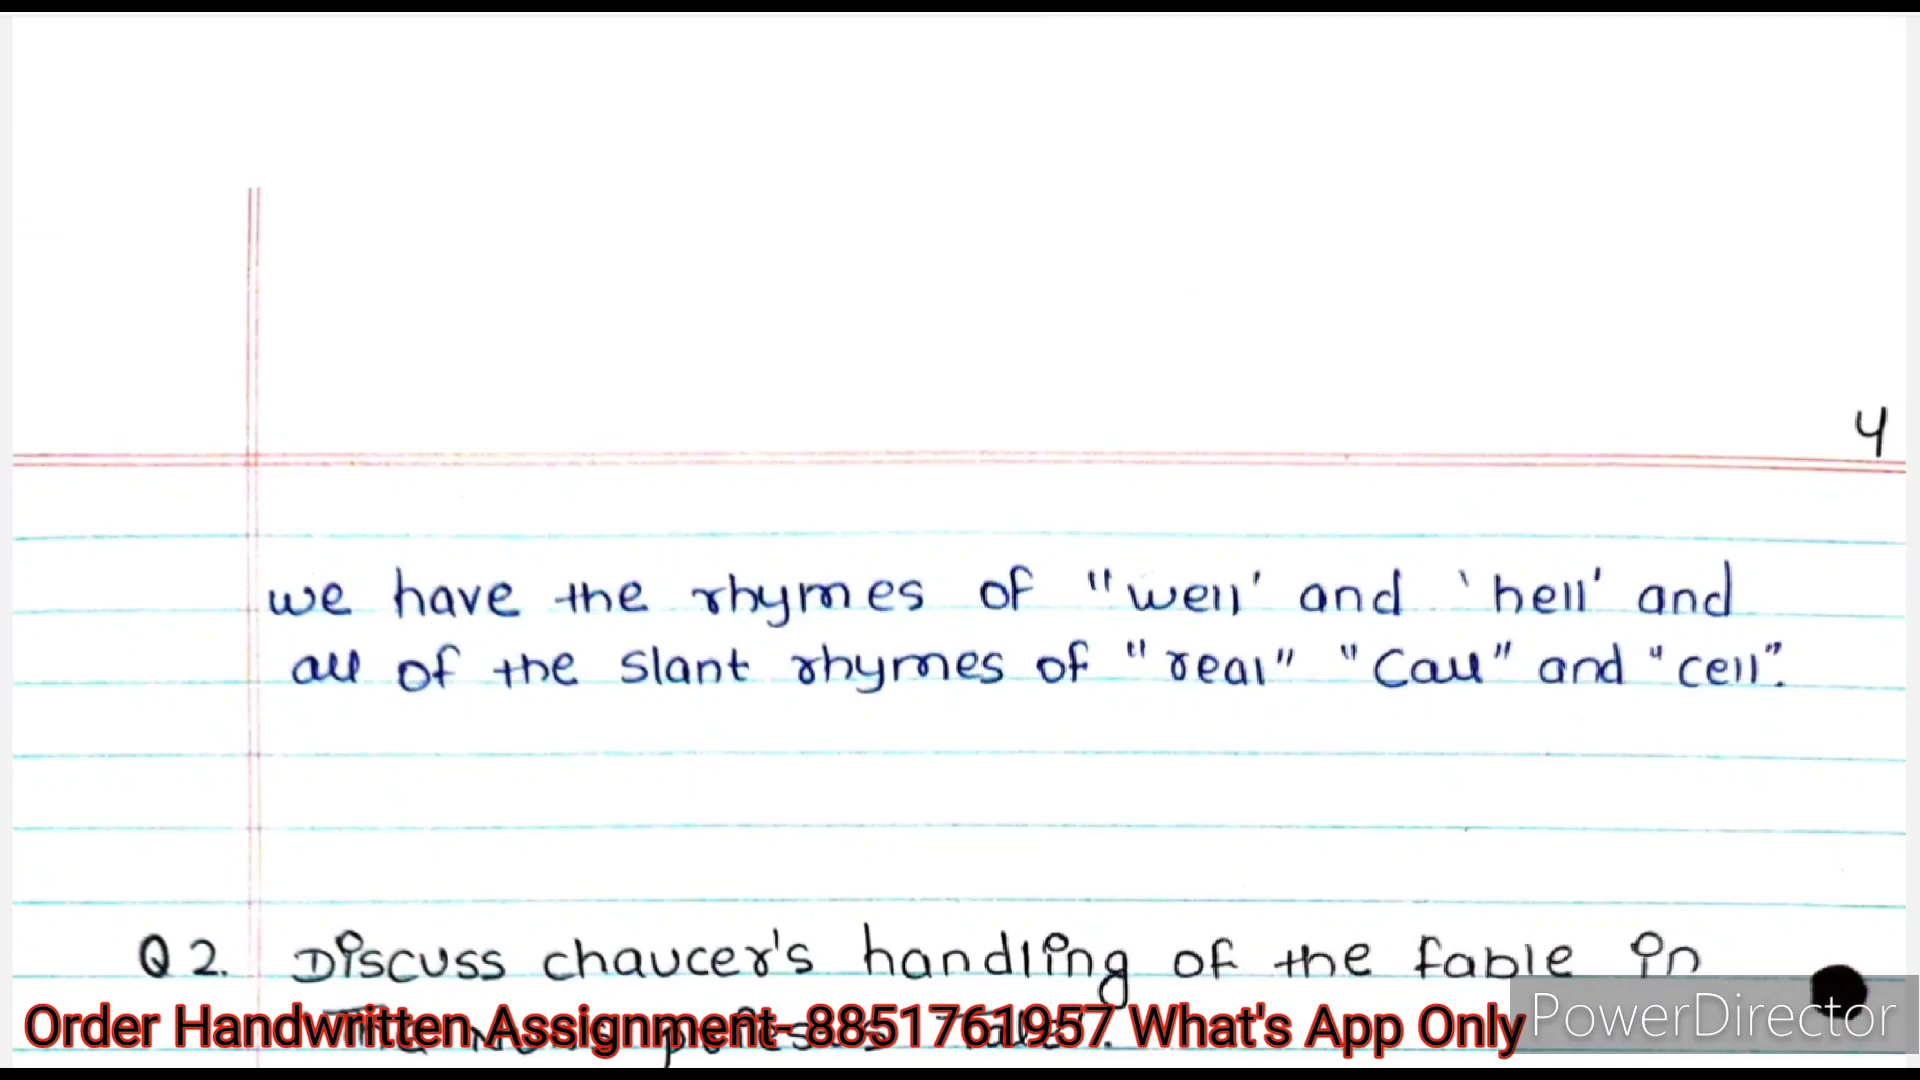 4
we have the rhymes of "well' and 'hell' and
all of the slant rhymes of "real" "Call" and "cell".
Q 2. Discuss chaucer's handling of the fable in
Order Handwritten Assignment- 8851761957 What's App Only
PowerDirector